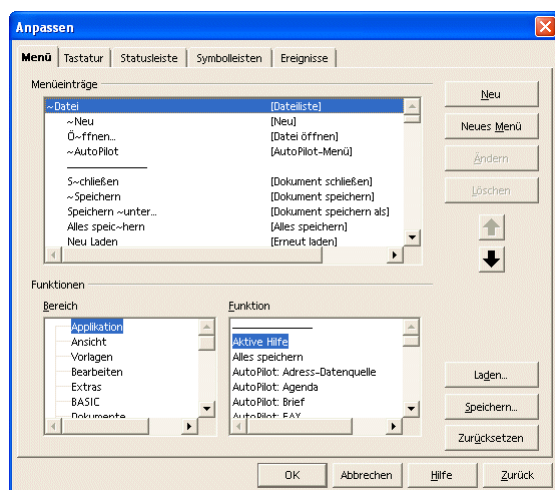 Anpassen
Menü Tastatur Statusleiste Symbolleisten Ereignisse
Menüeinträge
~Datei [Dateiliste]
~Neu [Neu]
Ö~ffnen... [Datei öffnen]
~AutoPilot [AutoPilot-Menü]
S~chließen [Dokument schließen]
~Speichern [Dokument speichern]
Speichern ~unter... [Dokument speichern als]
Alles speic~hern [Alles speichern]
Neu Laden [Erneut laden]
Neu
Neues Menü
Ändern
Löschen
Funktionen
Bereich
Applikation
Ansicht
Vorlagen
Bearbeiten
Extras
BASIC
Dokumente
Funktion
Aktive Hilfe
Alles speichern
AutoPilot: Adress-Datenquelle
AutoPilot: Agenda
AutoPilot: Brief
AutoPilot: FAX
Laden...
Speichern...
Zurücksetzen
OK Abbrechen Hilfe Zurück